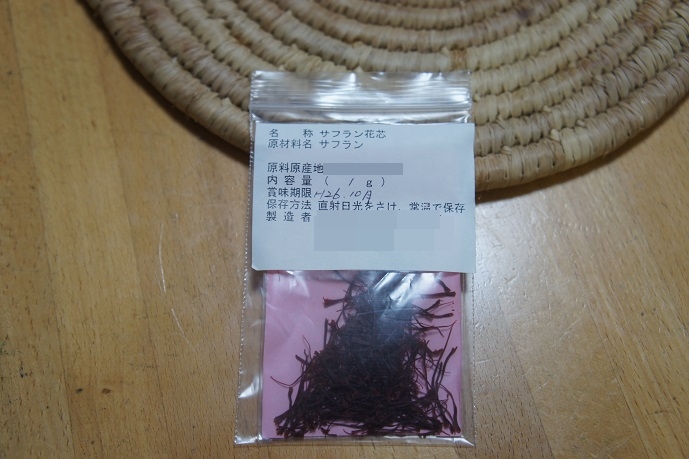 名 称 サフラン花芯
原材料名 サフラン
原料原産地
内 容 量 ( 1 g )
賞味期限 H26.10月
保存方法 直射日光をさけ、常温で保存
製 造 者